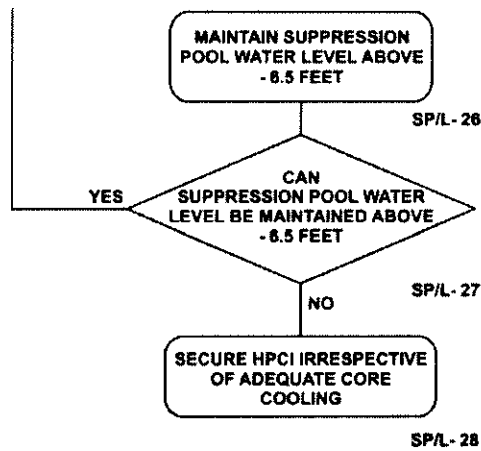 MAINTAIN SUPPRESSION
POOL WATER LEVEL ABOVE
- 6.5 FEET
SP/L- 26
CAN
SUPPRESSION POOL WATER
LEVEL BE MAINTAINED ABOVE
- 6.5 FEET
YES
SP/L- 27
NO
SECURE HPCI IRRESPECTIVE
OF ADEQUATE CORE
COOLING
SP/L- 28